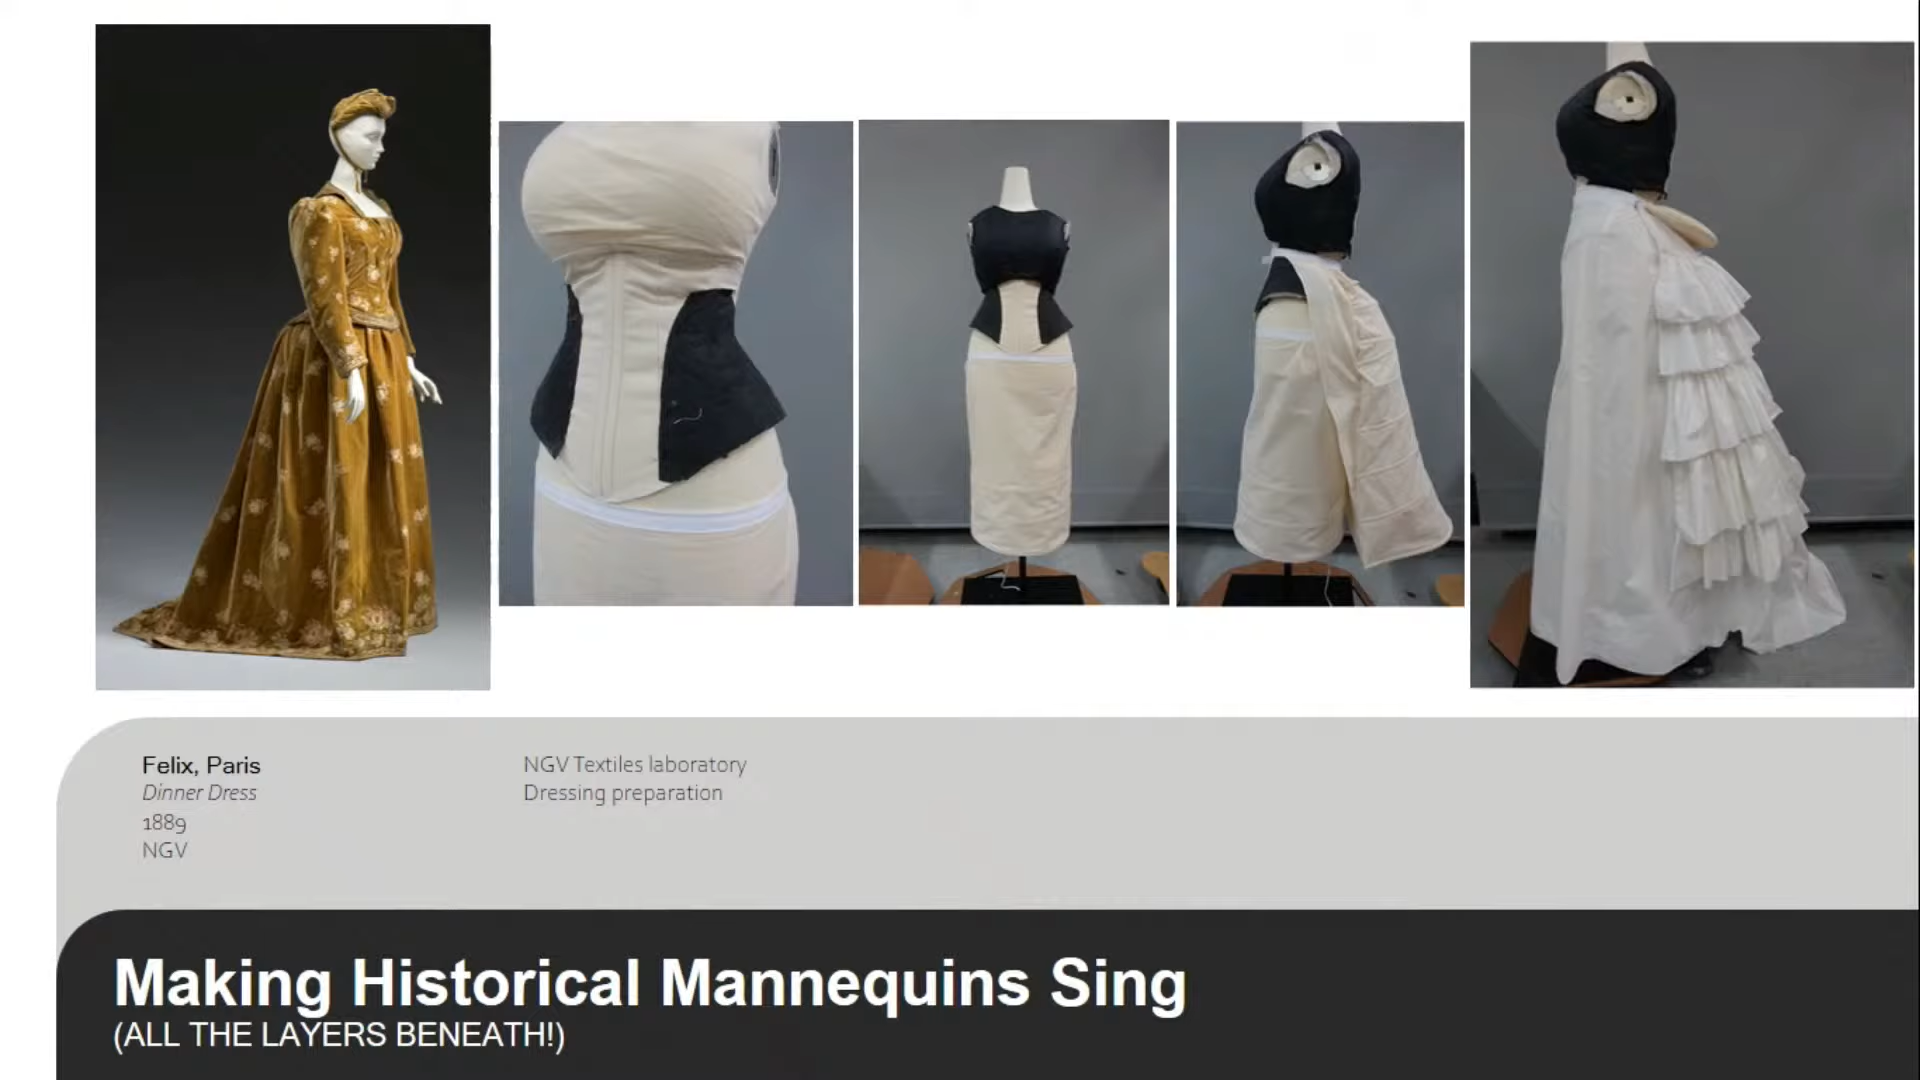 Felix, Paris
Dinner Dress
1889
NGV
NGV Textiles laboratory
Dressing preparation
Making Historical Mannequins Sing
(ALL THE LAYERS BENEATH!)